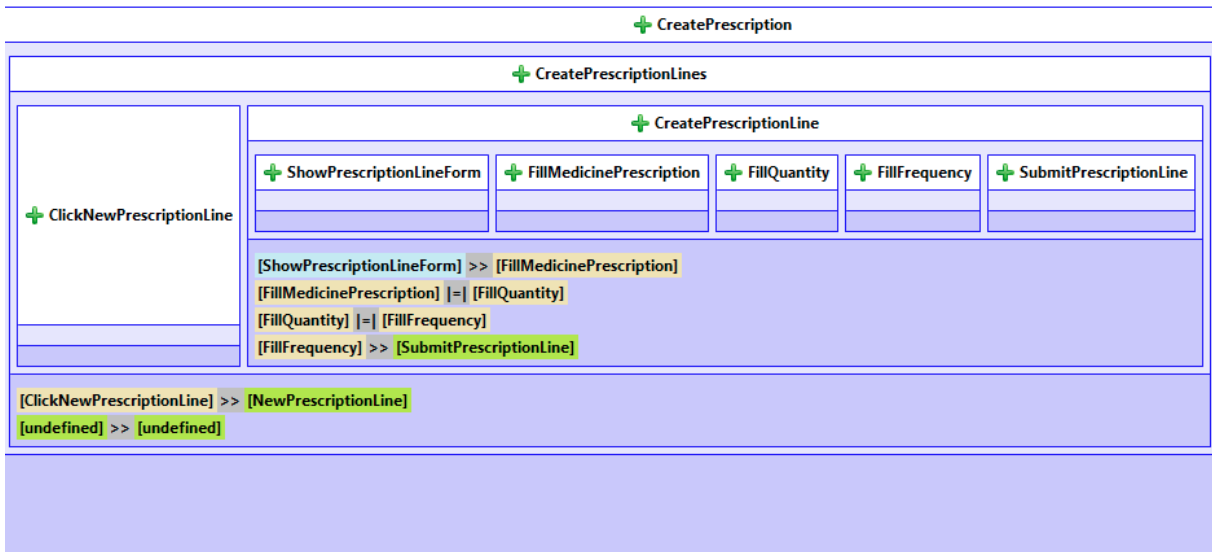 CreatePrescription
CreatePrescriptionLines
CreatePrescriptionLine
ClickNewPrescriptionLine
ShowPrescriptionLineForm FillMedicinePrescription FillQuantity FillFrequency SubmitPrescriptionLine
[ShowPrescriptionLineForm] >> [FillMedicinePrescription]
[FillMedicinePrescription] |=| [FillQuantity]
[FillQuantity] |=| [FillFrequency]
[FillFrequency] >> [SubmitPrescriptionLine]
[ClickNewPrescriptionLine] >> [NewPrescriptionLine]
[undefined] >> [undefined]